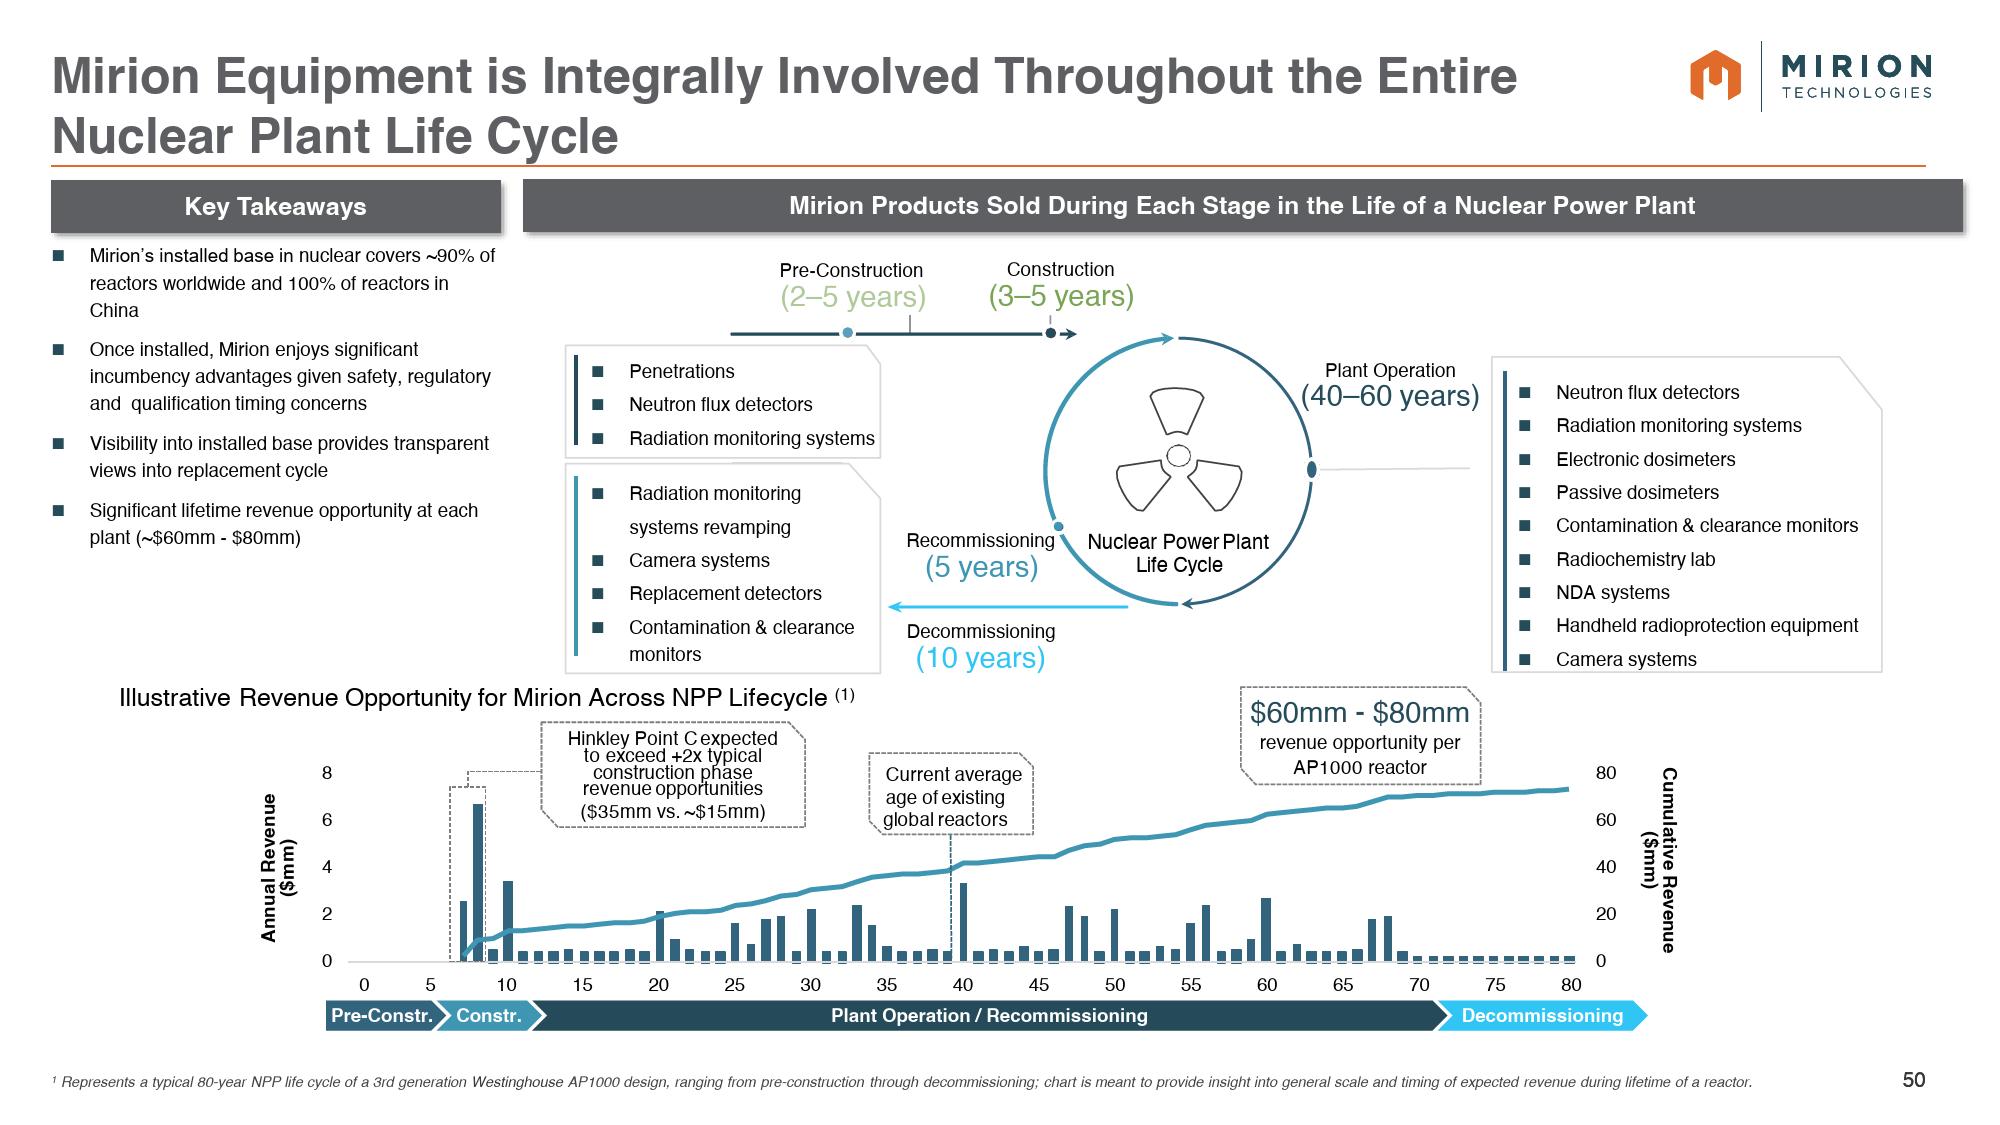 Mirion Equipment is Integrally Involved Throughout the Entire
Nuclear Plant Life Cycle
MIRION
TECHNOLOGIES
Key Takeaways
■ Mirion's installed base in nuclear covers ~90% of
reactors worldwide and 100% of reactors in
China
■ Once installed, Mirion enjoys significant
incumbency advantages given safety, regulatory
and qualification timing concerns
■ Visibility into installed base provides transparent
views into replacement cycle
■ Significant lifetime revenue opportunity at each
plant (~$60mm - $80mm)
Mirion Products Sold During Each Stage in the Life of a Nuclear Power Plant
Pre-Construction
(2–5 years)
Construction
(3–5 years)
■ Penetrations
■ Neutron flux detectors
■ Radiation monitoring systems
■ Radiation monitoring
systems revamping
■ Camera systems
■ Replacement detectors
■ Contamination & clearance
monitors
Recommissioning
(5 years)
Decommissioning
(10 years)
Nuclear Power Plant
Life Cycle
Plant Operation
(40–60 years)
■ Neutron flux detectors
■ Radiation monitoring systems
■ Electronic dosimeters
■ Passive dosimeters
■ Contamination & clearance monitors
■ Radiochemistry lab
■ NDA systems
■ Handheld radioprotection equipment
■ Camera systems
Illustrative Revenue Opportunity for Mirion Across NPP Lifecycle (1)
Hinkley Point C expected
to exceed +2x typical
construction phase
revenue opportunities
($35mm vs. ~$15mm)
Current average
age of existing
global reactors
$60mm - $80mm
revenue opportunity per
AP1000 reactor
Annual Revenue
($mm)
8
6
4
2
0
80
60
40
20
0
Cumulative Revenue
($mm)
0 5 10 15 20 25 30 35 40 45 50 55 60 65 70 75 80
Pre-Constr. Constr. Plant Operation / Recommissioning Decommissioning
1 Represents a typical 80-year NPP life cycle of a 3rd generation Westinghouse AP1000 design, ranging from pre-construction through decommissioning; chart is meant to provide insight into general scale and timing of expected revenue during lifetime of a reactor.
50